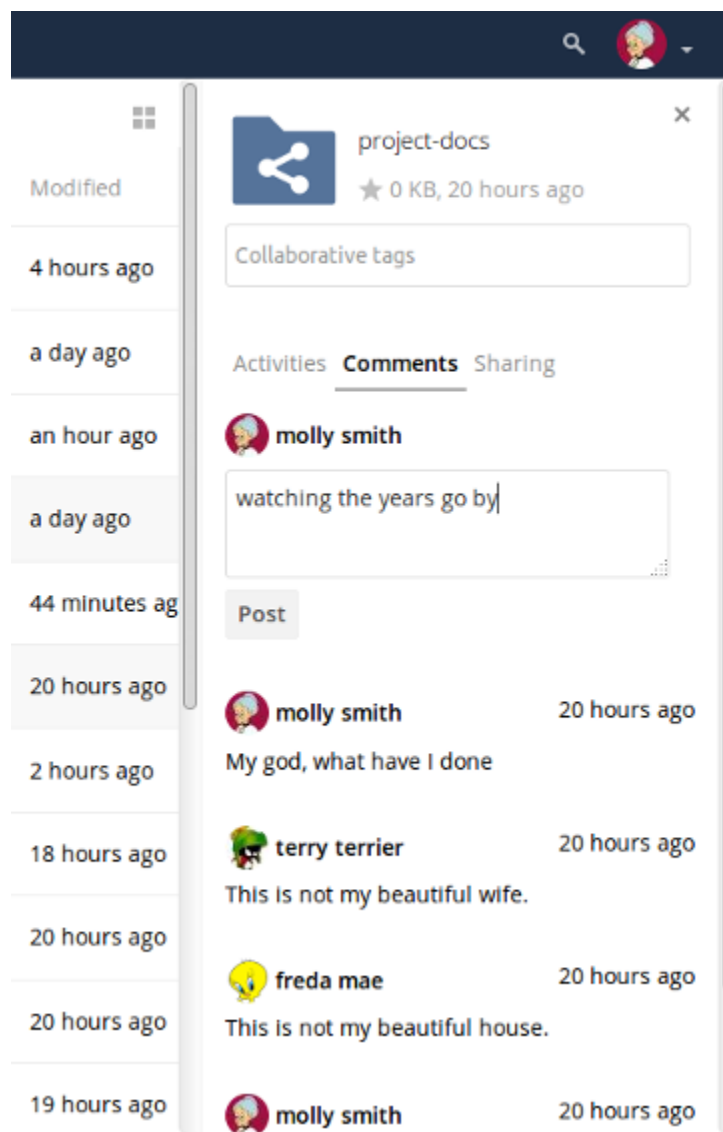 Modified
4 hours ago
a day ago
an hour ago
a day ago
44 minutes ag
20 hours ago
2 hours ago
18 hours ago
20 hours ago
20 hours ago
19 hours ago
project-docs
0 KB, 20 hours ago
Collaborative tags
Activities Comments Sharing
molly smith
watching the years go by
Post
molly smith 20 hours ago
My god, what have I done
terry terrier 20 hours ago
This is not my beautiful wife.
freda mae 20 hours ago
This is not my beautiful house.
molly smith 20 hours ago